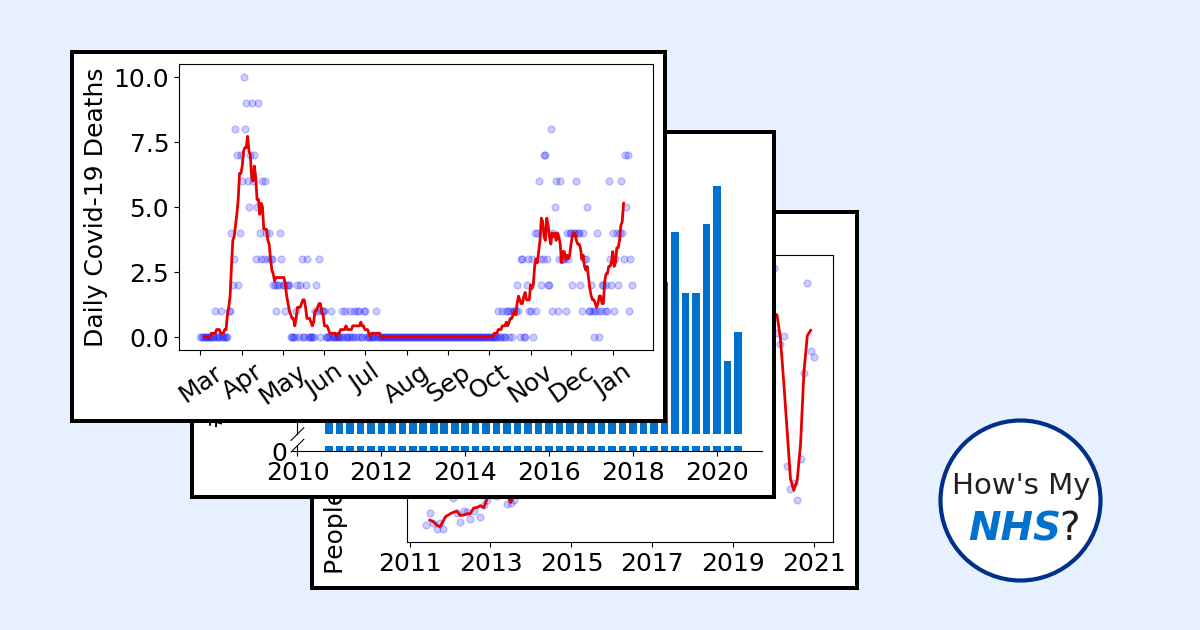 Daily Covid-19 Deaths
10.0
7.5
5.0
2.5
0.0
Mar Apr May Jun Jul Aug Sep Oct Nov Dec Jan
0
2010 2012 2014 2016 2018 2020
People
2011 2013 2015 2017 2019 2021
How's My
NHS?